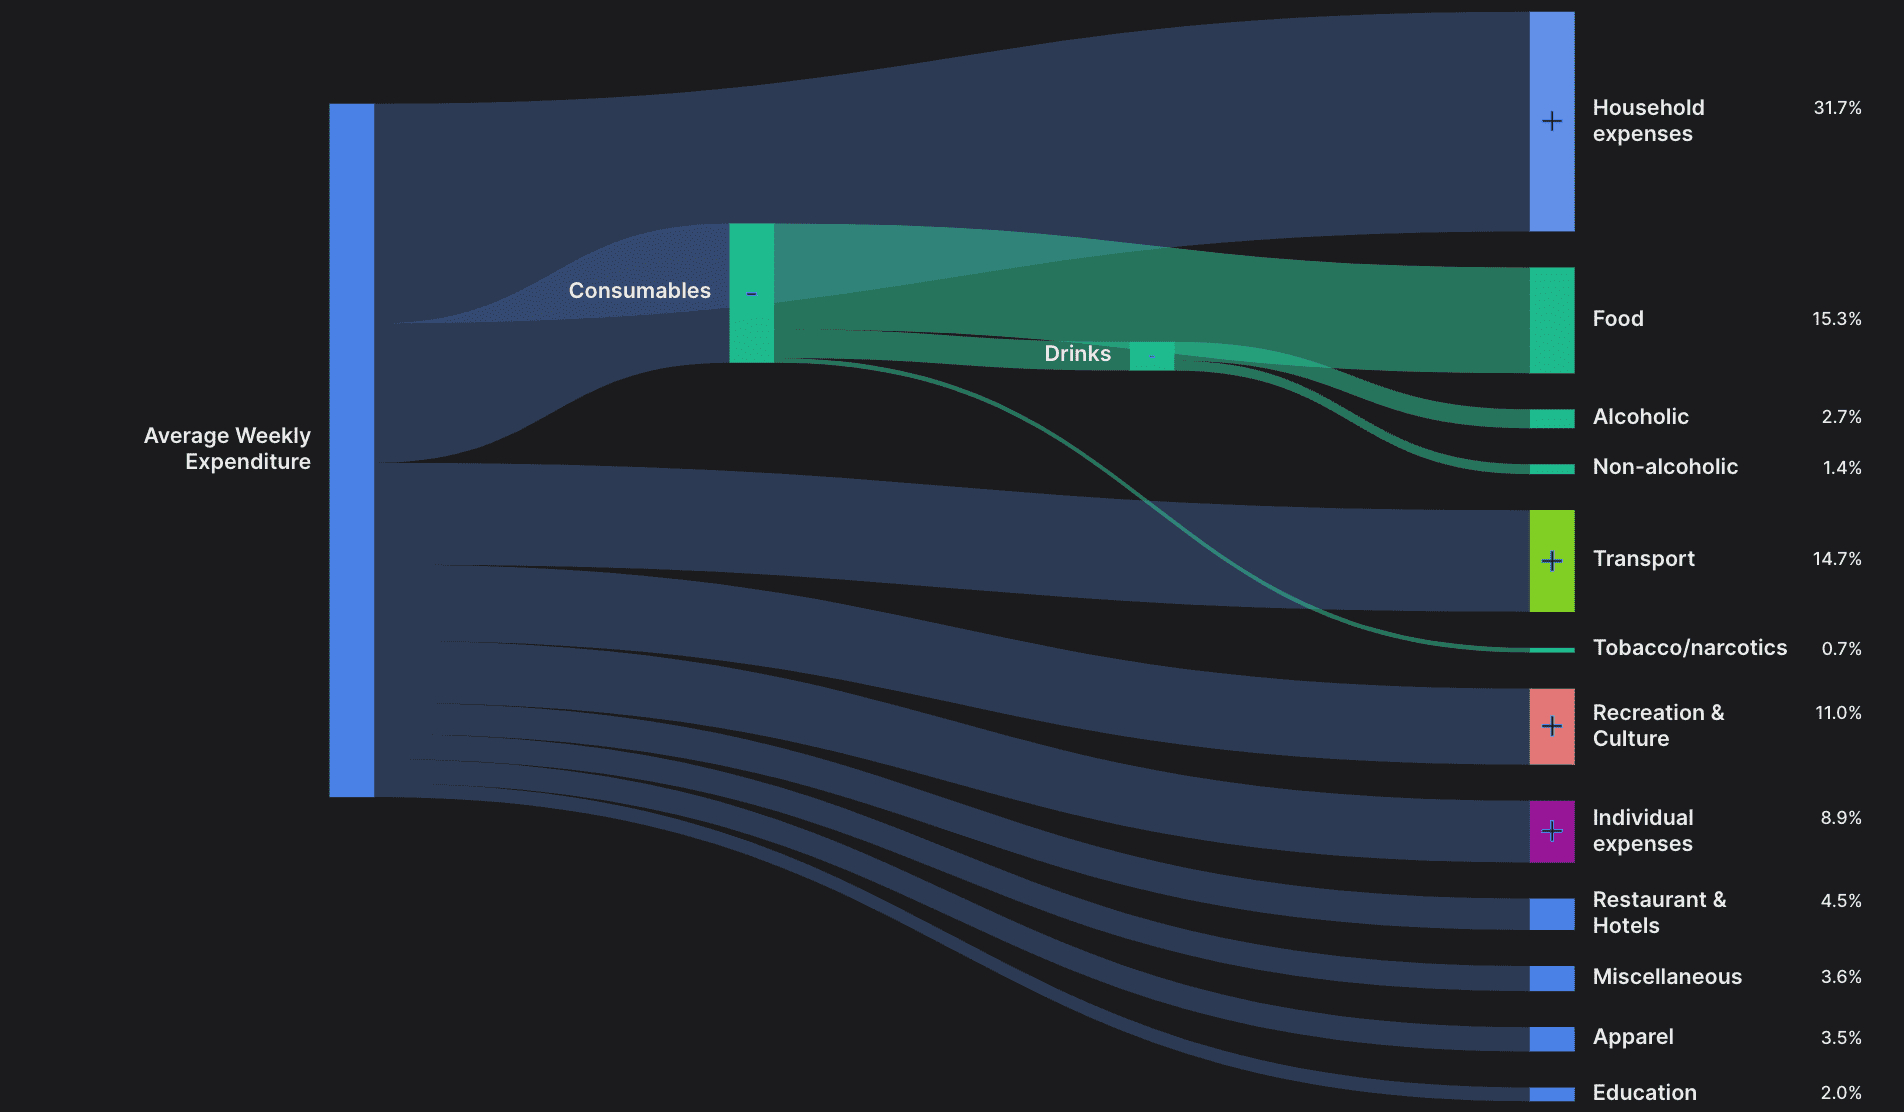 Household
expenses
31.7%
Consumables
-
Food
15.3%
Drinks
-
Alcoholic
2.7%
Average Weekly
Expenditure
Non-alcoholic
1.4%
Transport
14.7%
Tobacco/narcotics
0.7%
Recreation &
Culture
11.0%
Individual
expenses
8.9%
Restaurant &
Hotels
4.5%
Miscellaneous
3.6%
Apparel
3.5%
Education
2.0%